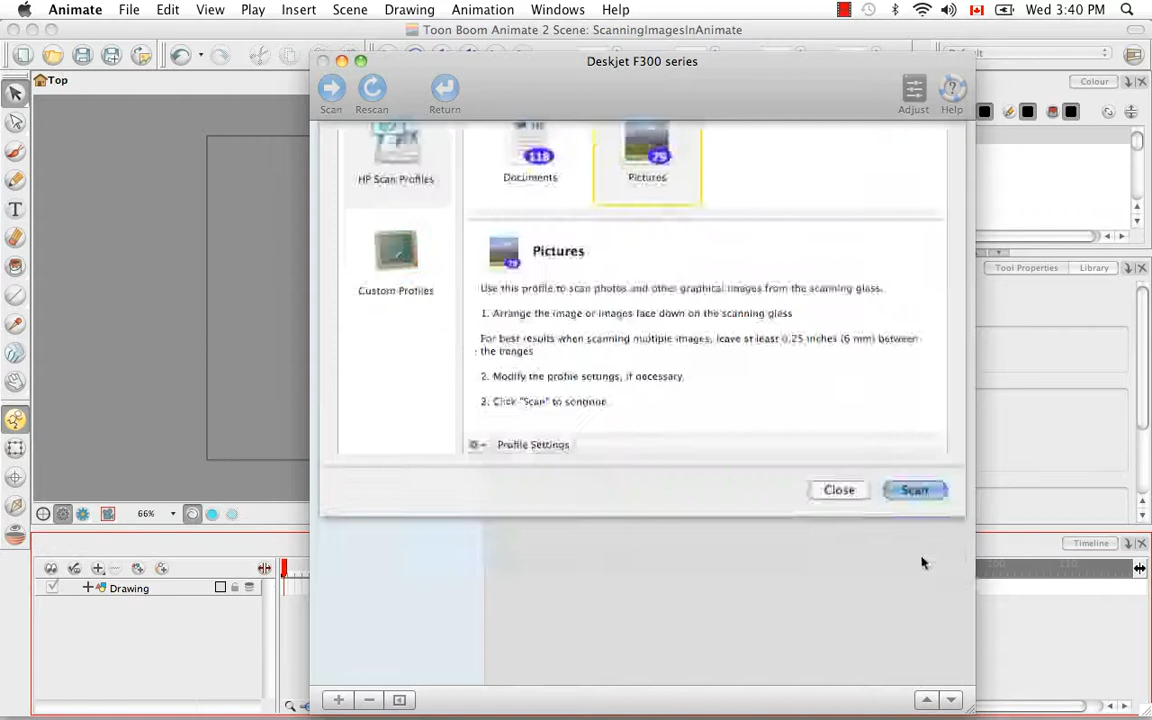 Animate File Edit View Play Insert Scene Drawing Animation Windows Help Wed 3:40 PM
Toon Boom Animate 2 Scene: ScanningImagesInAnimate
Default
Top
Deskjet F300 series
Colour
Scan Rescan Return Adjust Help
118
75
HP Scan Profiles Documents Pictures
Pictures
Tool Properties Library
Custom Profiles
Use this profile to scan photos and other graphical images from the scanning glass.
1. Arrange the image or images face down on the scanning glass
For best results when scanning multiple images, leave at least 0.25 inches (6 mm) between
the
2. Modify the profile settings, if necessary.
3. Click "Scan" to
Profile Settings
Close Scan
66%
Timeline
100 110
Drawing